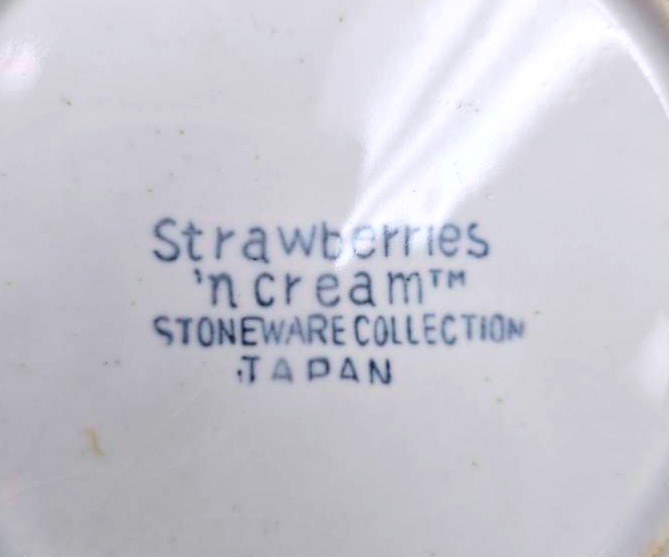 Strawberries
'n cream™
STONEWARE COLLECTION
JAPAN